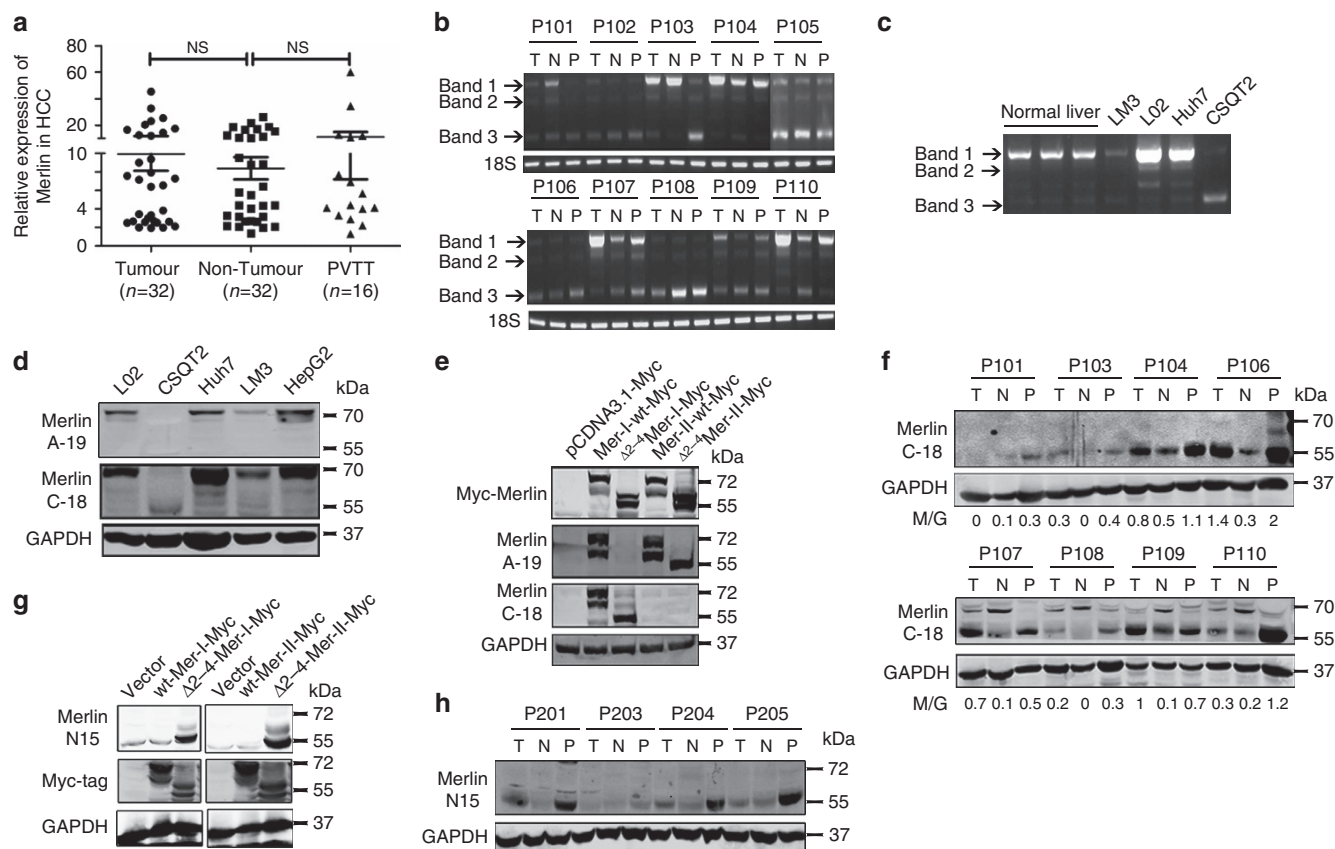 a
Relative expression of
Merlin in HCC
80
60
20
10
4
0
NS
NS
Tumour
(n=32)
Non-Tumour
(n=32)
PVTT
(n=16)
b
P101 P102 P103 P104 P105
T N P T N P T N P T N P T N P
Band 1
Band 2
Band 3
18S
P106 P107 P108 P109 P110
T N P T N P T N P T N P T N P
Band 1
Band 2
Band 3
18S
c
Normal liver LM3 L02 Huh7 CSQT2
Band 1
Band 2
Band 3
d
L02 CSQT2 Huh7 LM3 HepG2
kDa
Merlin
A-19
70
55
Merlin
C-18
70
55
GAPDH
37
e
pCDNA3.1-Myc
Mer-I-wt-Myc
Δ2–4Mer-I-Myc
Mer-II-wt-Myc
Δ2–4Mer-II-Myc
kDa
Myc-Merlin
72
55
Merlin
A-19
72
55
Merlin
C-18
72
55
GAPDH
37
f
P101 P103 P104 P106
T N P T N P T N P T N P
kDa
Merlin
C-18
70
55
GAPDH
37
M/G 0 0.1 0.3 0.3 0 0.4 0.8 0.5 1.1 1.4 0.3 2
P107 P108 P109 P110
T N P T N P T N P T N P
Merlin
C-18
70
55
GAPDH
37
M/G 0.7 0.1 0.5 0.2 0 0.3 1 0.1 0.7 0.3 0.2 1.2
g
Vector
wt-Mer-I-Myc
Δ2–4-Mer-I-Myc
Vector
wt-Mer-II-Myc
Δ2–4-Mer-II-Myc
kDa
Merlin
N15
72
55
Myc-tag
72
55
GAPDH
37
h
P201 P203 P204 P205
T N P T N P T N P T N P
kDa
Merlin
N15
72
55
GAPDH
37